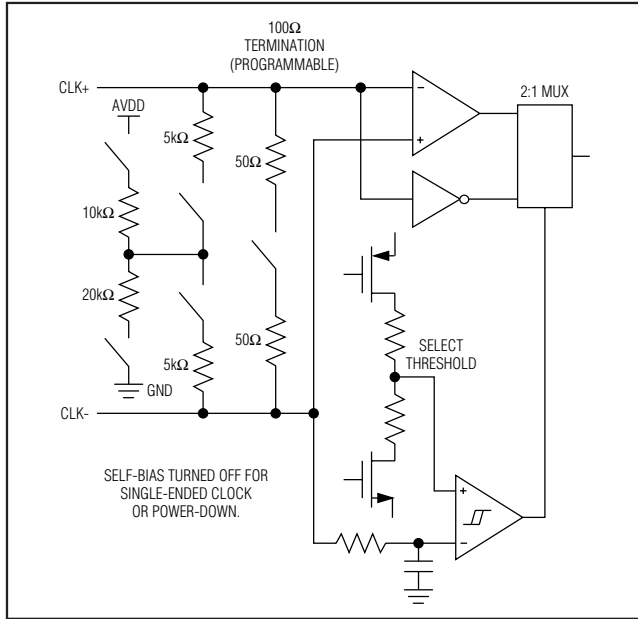 100Ω
TERMINATION
(PROGRAMMABLE)
CLK+
AVDD
2:1 MUX
5kΩ
50Ω
−
+
10kΩ
20kΩ
SELECT
THRESHOLD
50Ω
5kΩ
GND
CLK-
SELF-BIAS TURNED OFF FOR
SINGLE-ENDED CLOCK
OR POWER-DOWN.
+
−